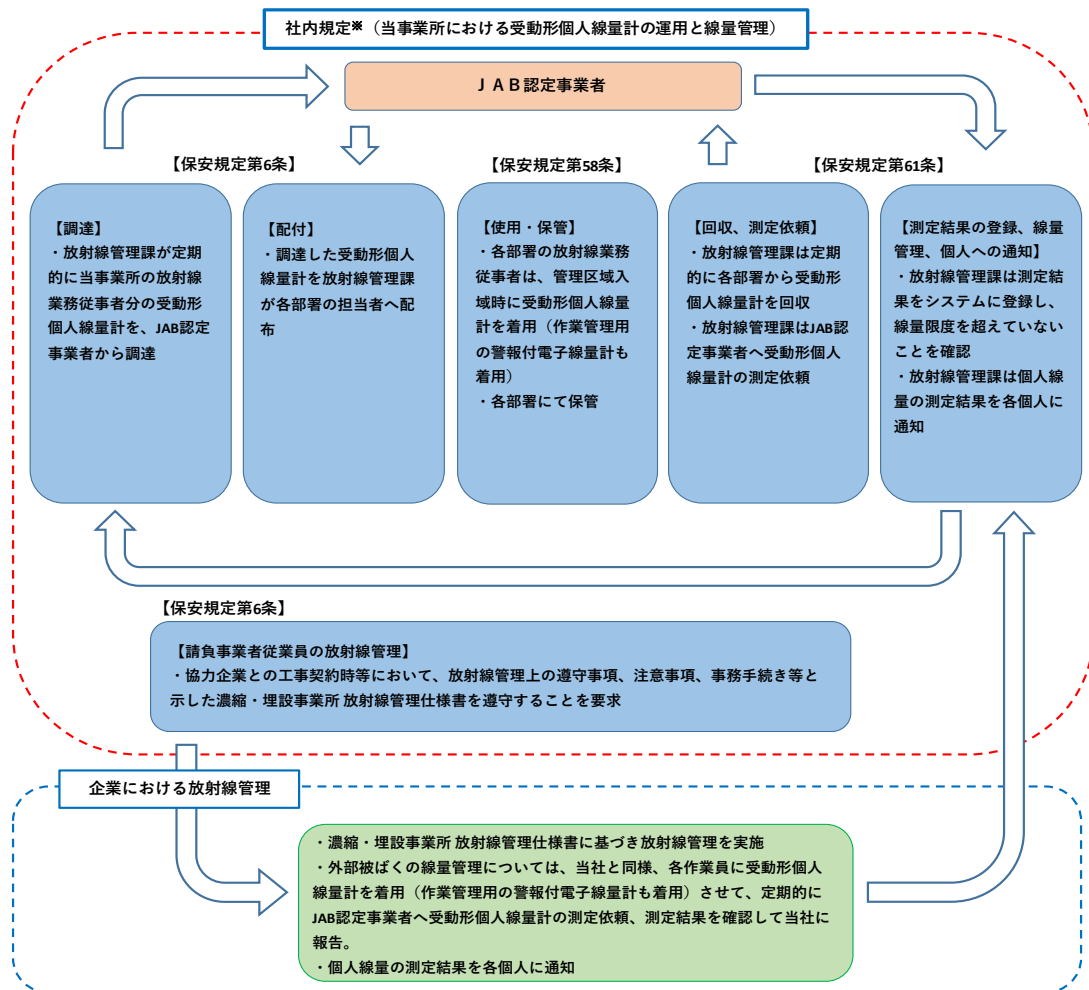 社内規定※（当事業所における受動形個人線量計の運用と線量管理）
ＪＡＢ認定事業者
【保安規定第6条】
【保安規定第58条】
【保安規定第61条】
【調達】
・放射線管理課が定期
的に当事業所の放射線
業務従事者分の受動形
個人線量計を、JAB認定
事業者から調達
【配付】
・調達した受動形個人
線量計を放射線管理課
が各部署の担当者へ配
布
【使用・保管】
・各部署の放射線業務
従事者は、管理区域入
域時に受動形個人線量
計を着用（作業管理用
の警報付電子線量計も
着用）
・各部署にて保管
【回収、測定依頼】
・放射線管理課は定期
的に各部署から受動形
個人線量計を回収
・放射線管理課はJAB認
定事業者へ受動形個人
線量計の測定依頼
【測定結果の登録、線量
管理、個人への通知】
・放射線管理課は測定結
果をシステムに登録し、
線量限度を超えていない
ことを確認
・放射線管理課は個人線
量の測定結果を各個人に
通知
【保安規定第6条】
【請負事業者従業員の放射線管理】
・協力企業との工事契約時等において、放射線管理上の遵守事項、注意事項、事務手続き等と
示した濃縮・埋設事業所 放射線管理仕様書を遵守することを要求
企業における放射線管理
・濃縮・埋設事業所 放射線管理仕様書に基づき放射線管理を実施
・外部被ばくの線量管理については、当社と同様、各作業員に受動形個人
線量計を着用（作業管理用の警報付電子線量計も着用）させて、定期的に
JAB認定事業者へ受動形個人線量計の測定依頼、測定結果を確認して当社に
報告。
・個人線量の測定結果を各個人に通知